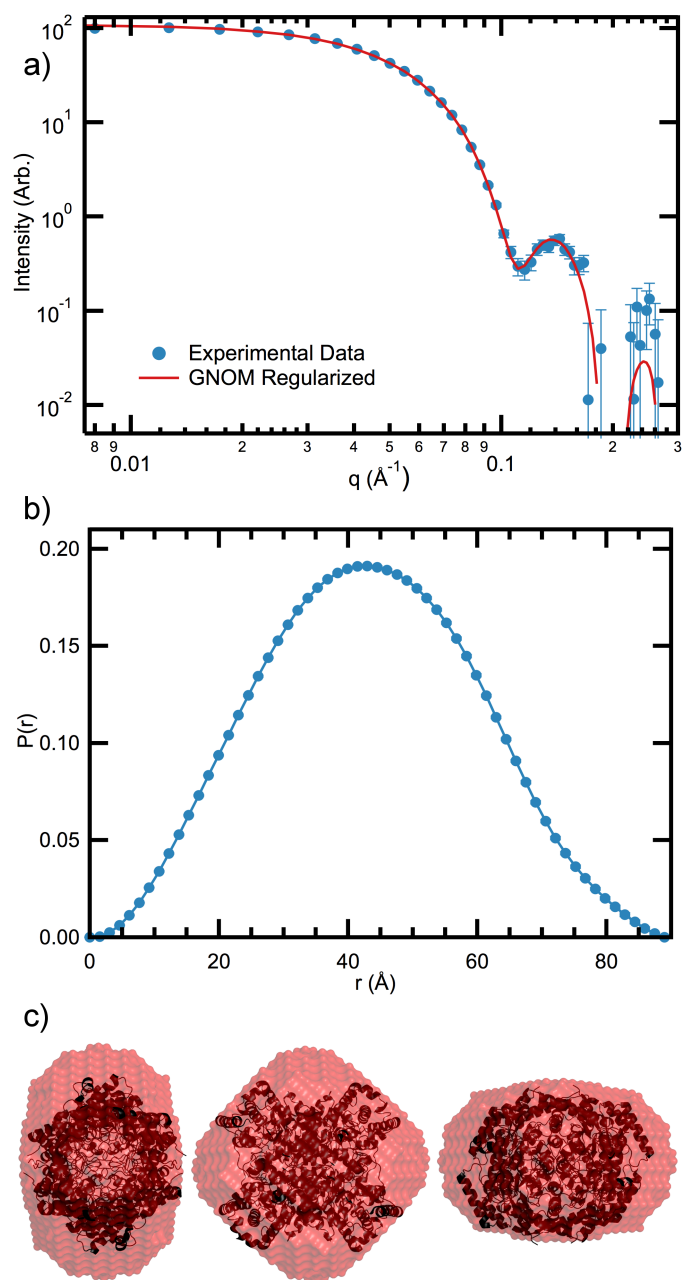 a)
10²
10¹
10⁰
10⁻¹
10⁻²
Intensity (Arb.)
Experimental Data
GNOM Regularized
8 9 2 3 4 5 6 7 8 9 2 3
0.01 0.1
q (Å⁻¹)
b)
0.20
0.15
0.10
0.05
0.00
P(r)
0 20 40 60 80
r (Å)
c)